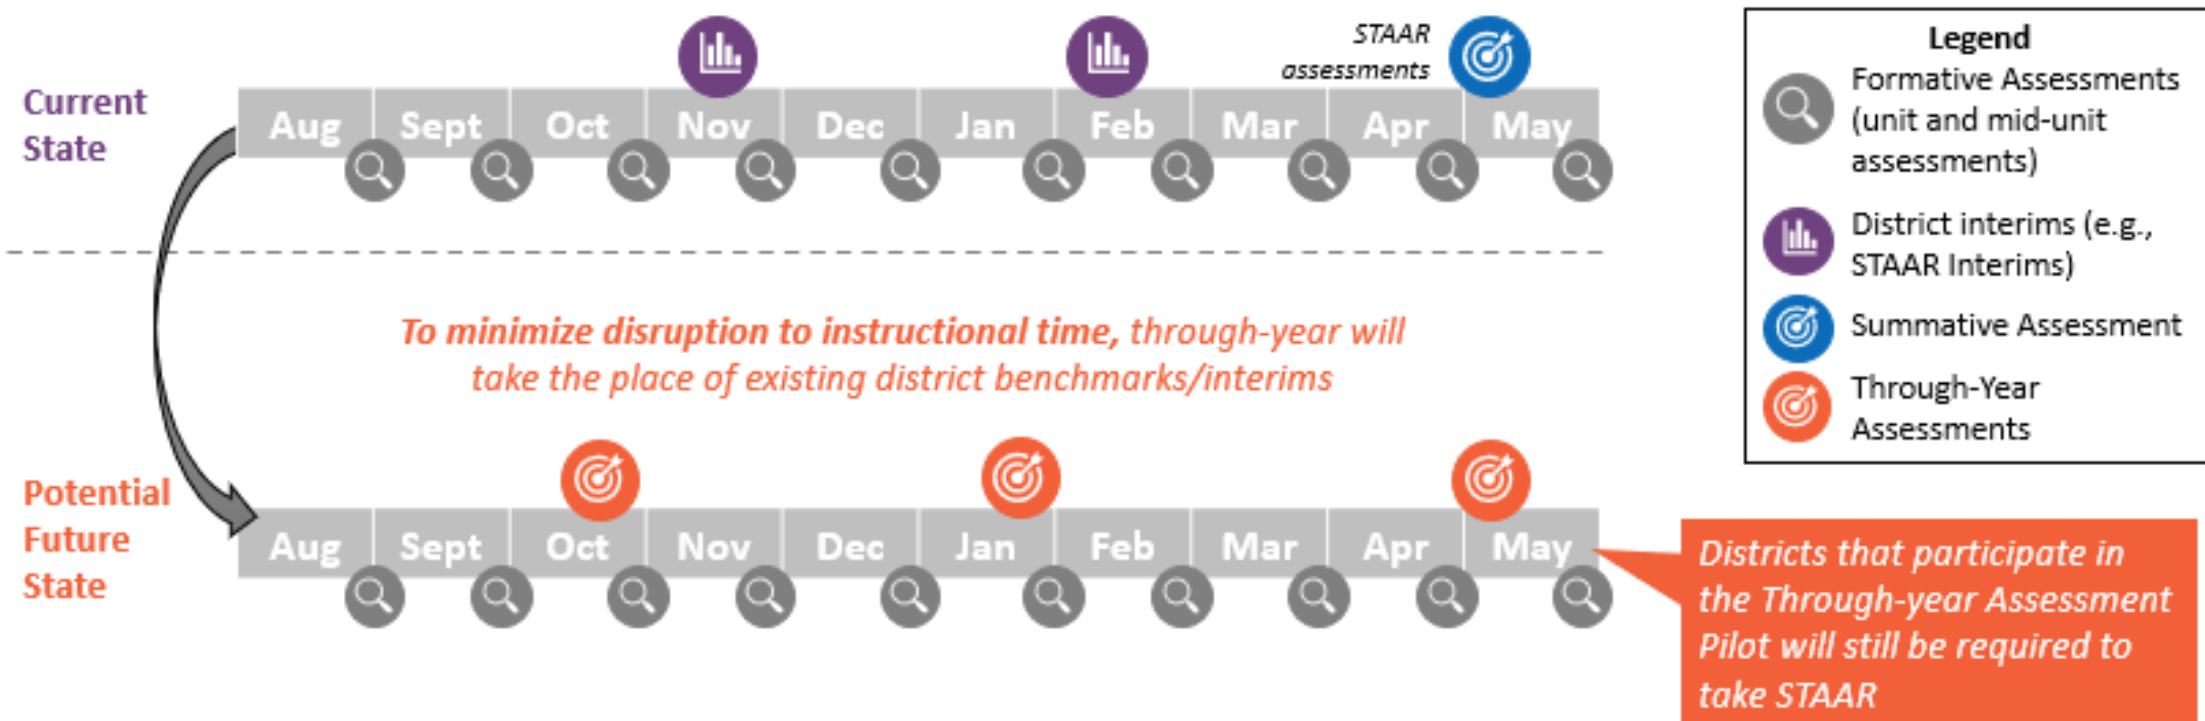 STAAR
assessments
Current
State
Aug Sept Oct Nov Dec Jan Feb Mar Apr May
To minimize disruption to instructional time, through-year will
take the place of existing district benchmarks/interims
Potential
Future
State
Aug Sept Oct Nov Dec Jan Feb Mar Apr May
Legend
Formative Assessments
(unit and mid-unit
assessments)
District interims (e.g.,
STAAR Interims)
Summative Assessment
Through-Year
Assessments
Districts that participate in
the Through-year Assessment
Pilot will still be required to
take STAAR